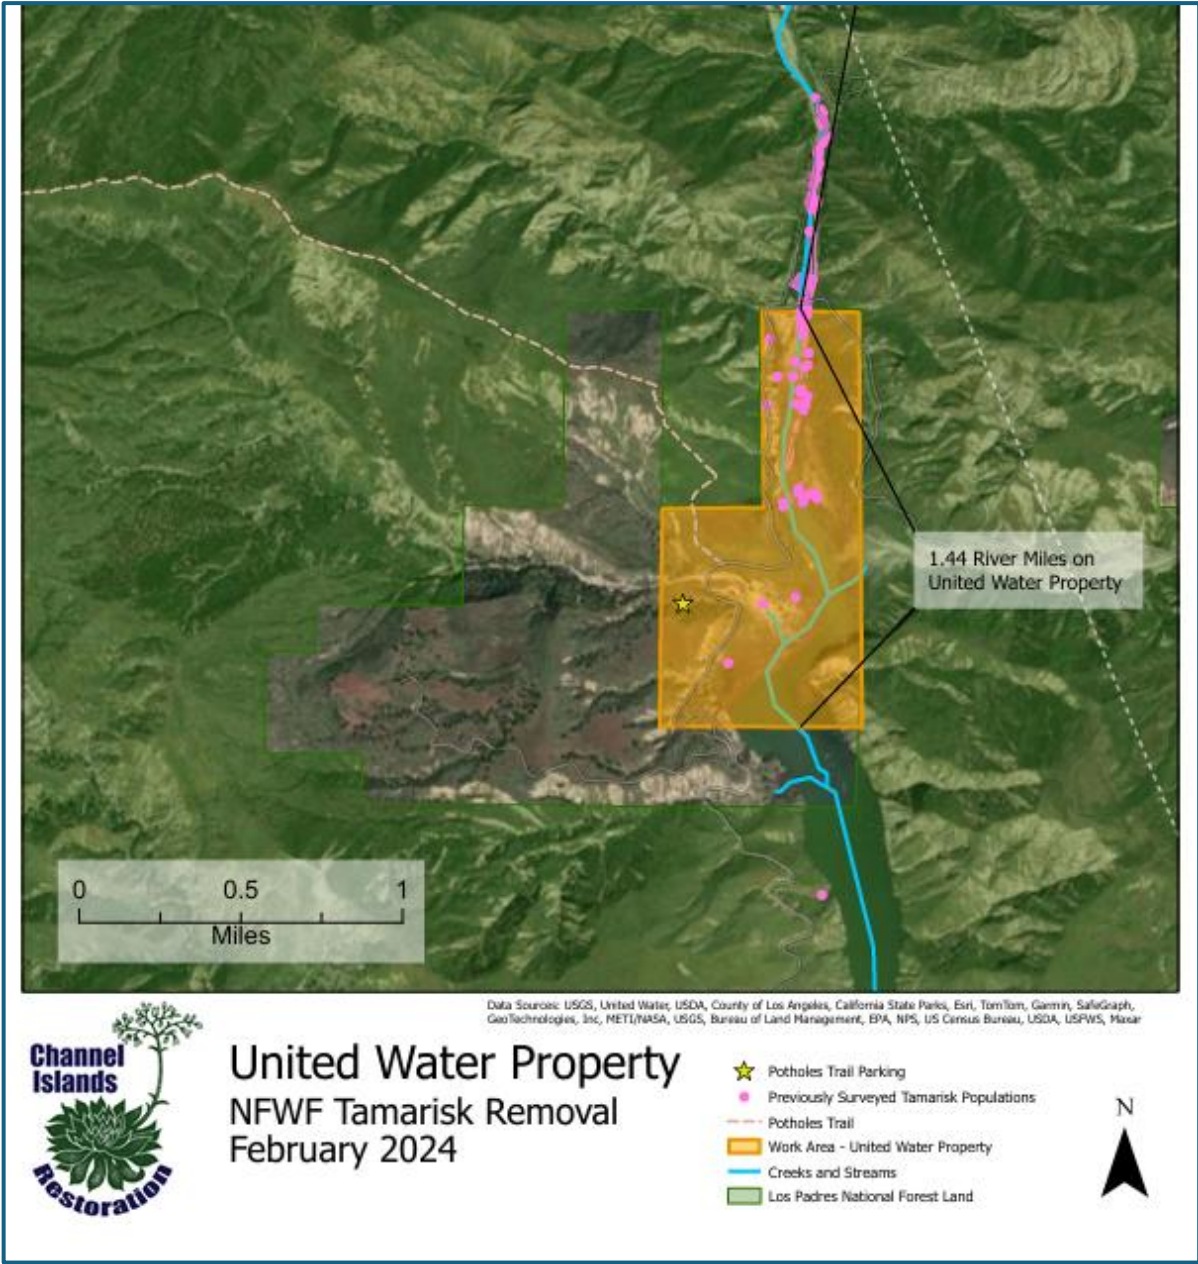 1.44 River Miles on
United Water Property
0 0.5 1
Miles
Data Sources: USGS, United Water, USDA, County of Los Angeles, California State Parks, Esri, TomTom, Garmin, SafeGraph,
GeoTechnologies, Inc, METI/NASA, USGS, Bureau of Land Management, EPA, NPS, US Census Bureau, USDA, USFWS, Maxar
Channel
Islands
Restoration
United Water Property
NFWF Tamarisk Removal
February 2024
Potholes Trail Parking
Previously Surveyed Tamarisk Populations
Potholes Trail
Work Area - United Water Property
Creeks and Streams
Los Padres National Forest Land
N